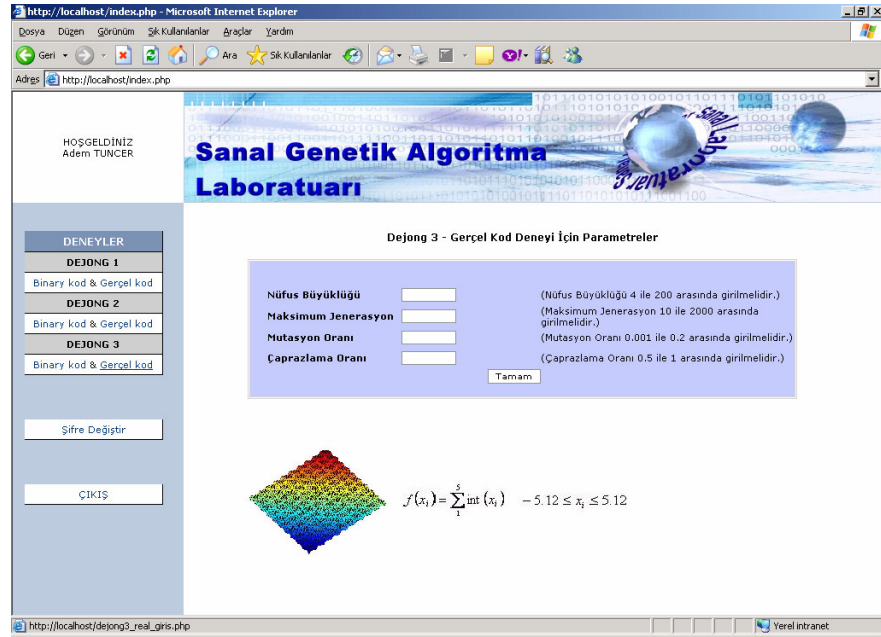 http://localhost/index.php - Microsoft Internet Explorer
Dosya Düzen Görünüm Sık Kullanılanlar Araçlar Yardım
Geri Ara Sık Kullanılanlar
Adres http://localhost/index.php
HOŞGELDİNİZ
Adem TUNCER
Sanal Genetik Algoritma
Laboratuarı
DENEYLER
DEJONG 1
Binary kod & Gerçel kod
DEJONG 2
Binary kod & Gerçel kod
DEJONG 3
Binary kod & Gerçel kod
Şifre Değiştir
ÇIKIŞ
Dejong 3 - Gerçel Kod Deneyi İçin Parametreler
Nüfus Büyüklüğü (Nüfus Büyüklüğü 4 ile 200 arasında girilmelidir.)
Maksimum Jenerasyon (Maksimum Jenerasyon 10 ile 2000 arasında
girilmelidir.)
Mutasyon Oranı (Mutasyon Oranı 0.001 ile 0.2 arasında girilmelidir.)
Çaprazlama Oranı (Çaprazlama Oranı 0.5 ile 1 arasında girilmelidir.)
Tamam
f(x_i) = ∑_1^5 int (x_i) −5.12 ≤ x_i ≤ 5.12
http://localhost/dejong3_real_giris.php
Yerel intranet